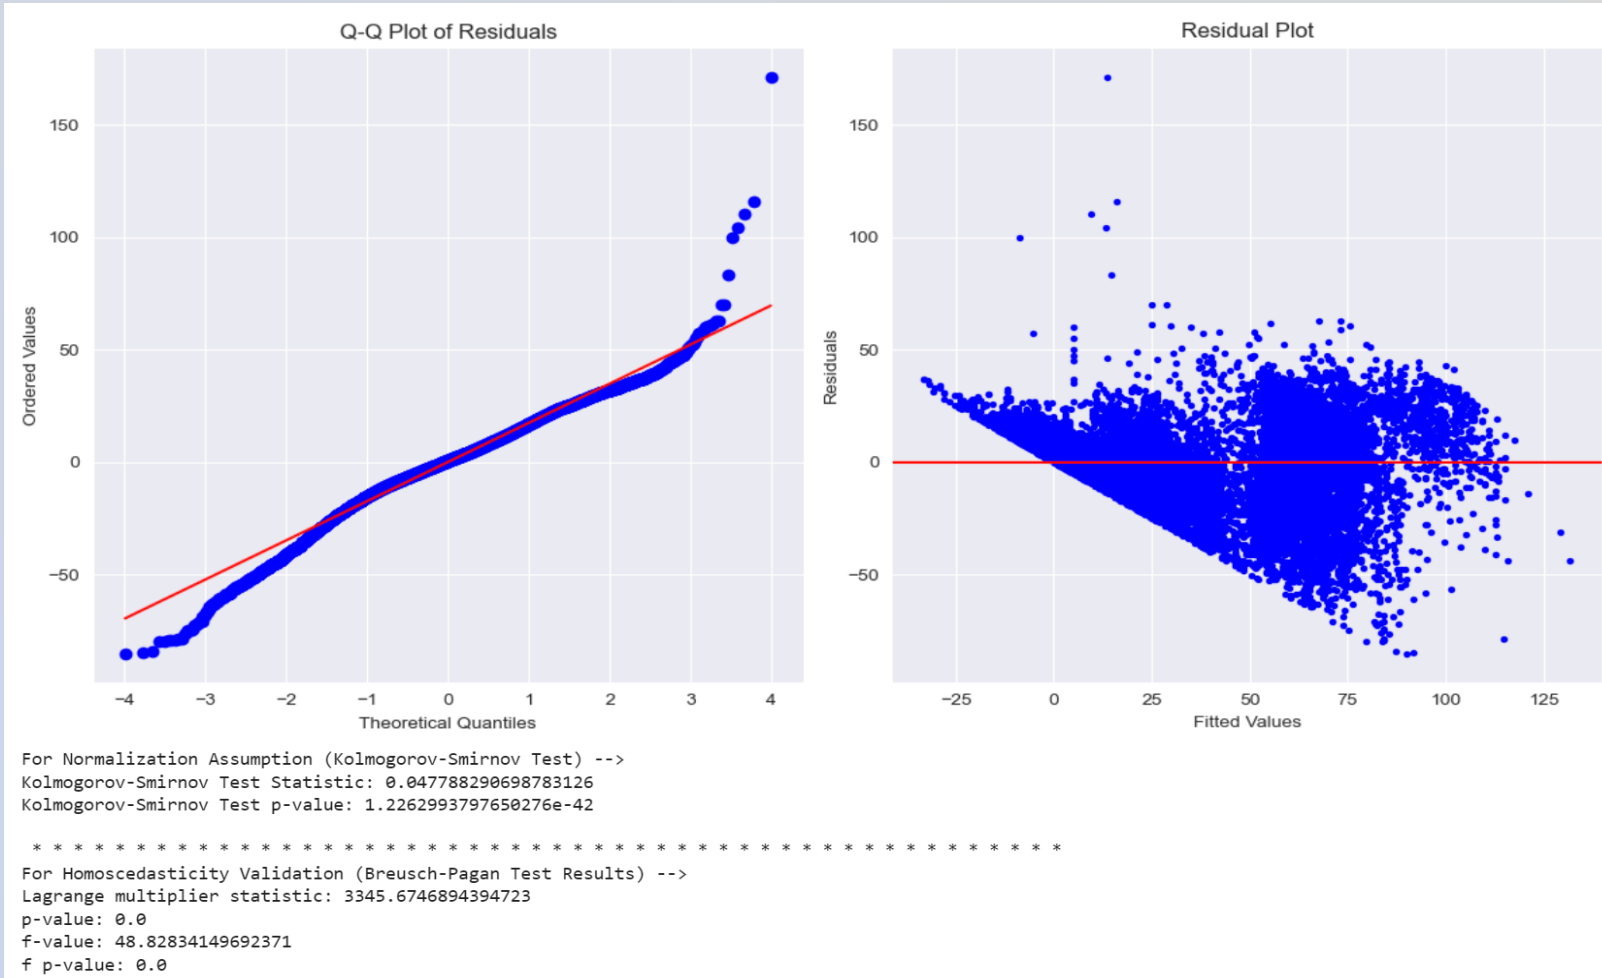 Q-Q Plot of Residuals
150
100
50
0
−50
−4 −3 −2 −1 0 1 2 3 4
Ordered Values
Theoretical Quantiles
Residual Plot
150
100
50
0
−50
−25 0 25 50 75 100 125
Residuals
Fitted Values
For Normalization Assumption (Kolmogorov-Smirnov Test) -->
Kolmogorov-Smirnov Test Statistic: 0.047788290698783126
Kolmogorov-Smirnov Test p-value: 1.2262993797650276e-42
* * * * * * * * * * * * * * * * * * * * * * * * * * * * * * * * * * * * * * * * * * * * * * * * * *
For Homoscedasticity Validation (Breusch-Pagan Test Results) -->
Lagrange multiplier statistic: 3345.6746894394723
p-value: 0.0
f-value: 48.82834149692371
f p-value: 0.0